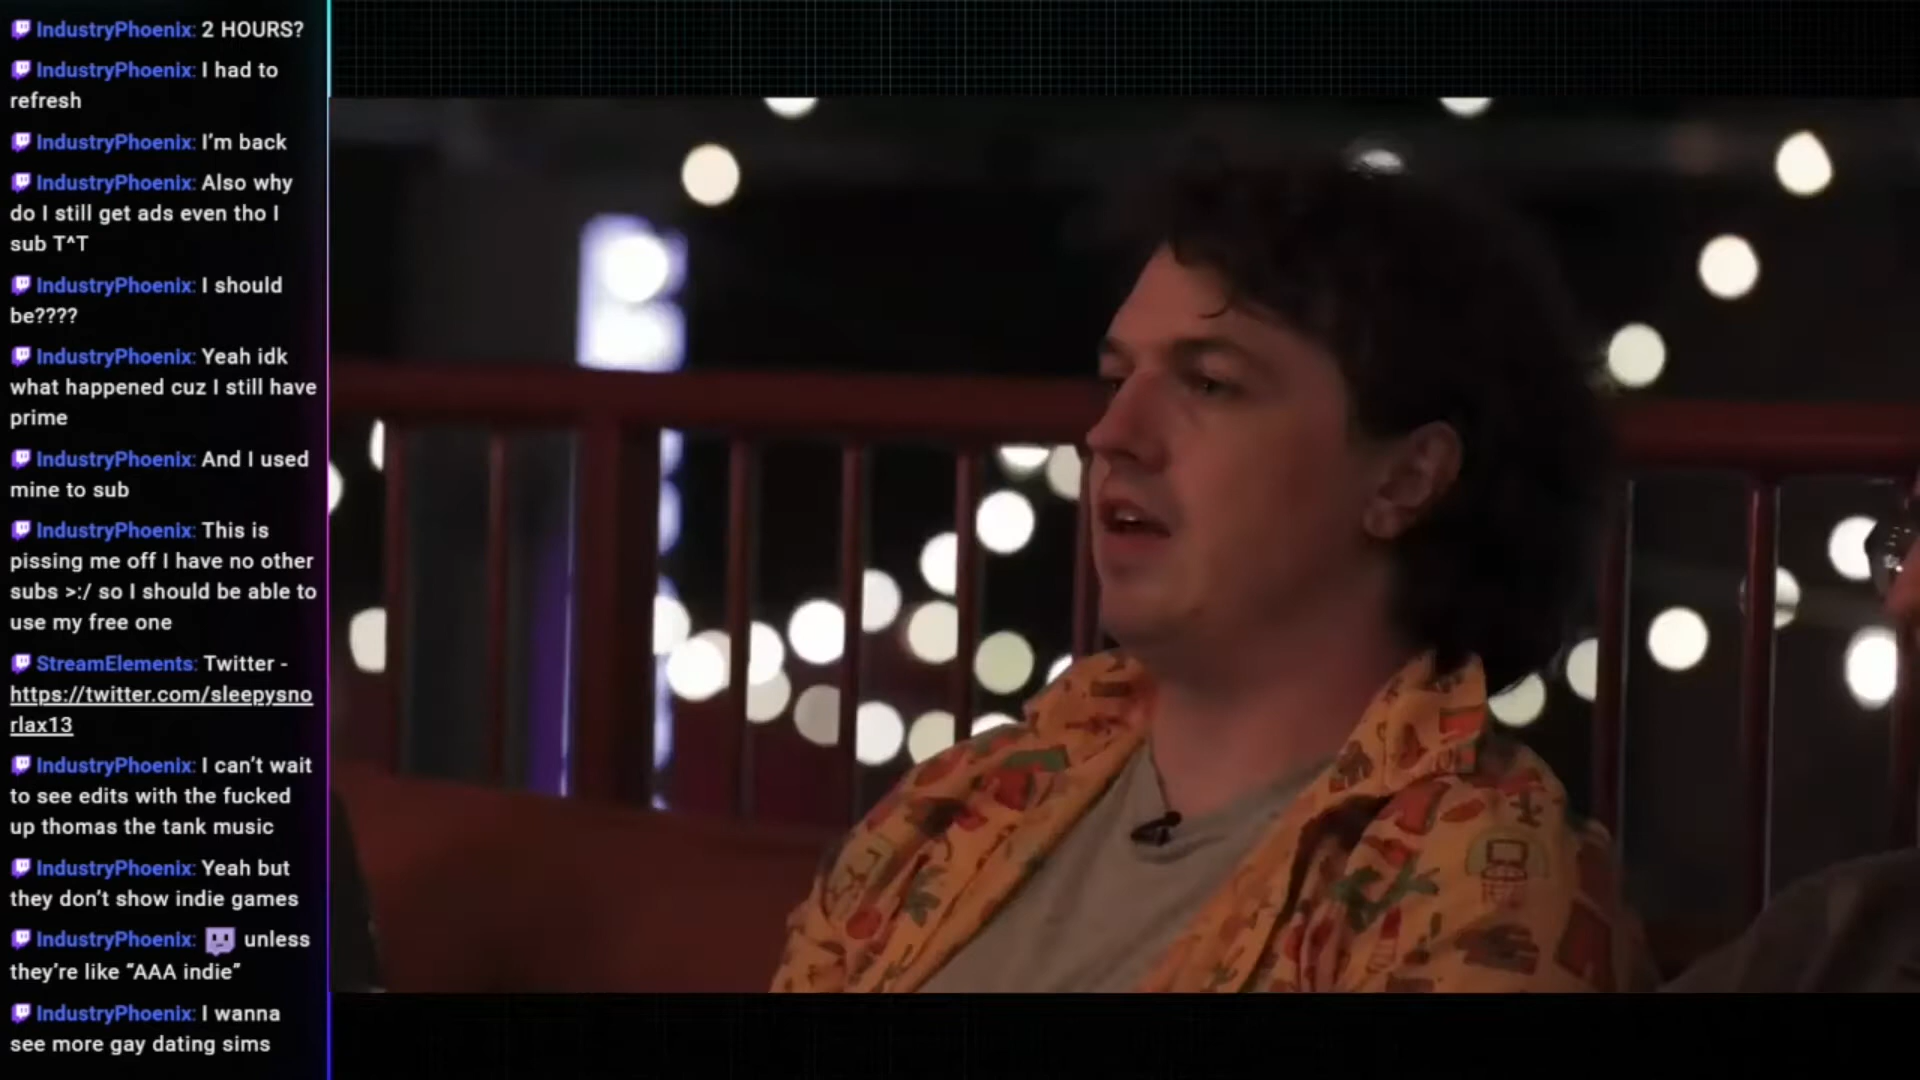 IndustryPhoenix: 2 HOURS?
IndustryPhoenix: I had to
refresh
IndustryPhoenix: I’m back
IndustryPhoenix: Also why
do I still get ads even tho I
sub T^T
IndustryPhoenix: I should
be????
IndustryPhoenix: Yeah idk
what happened cuz I still have
prime
IndustryPhoenix: And I used
mine to sub
IndustryPhoenix: This is
pissing me off I have no other
subs >:/ so I should be able to
use my free one
StreamElements: Twitter -
https://twitter.com/sleepysno
rlax13
IndustryPhoenix: I can’t wait
to see edits with the fucked
up thomas the tank music
IndustryPhoenix: Yeah but
they don’t show indie games
IndustryPhoenix: unless
they’re like “AAA indie”
IndustryPhoenix: I wanna
see more gay dating sims